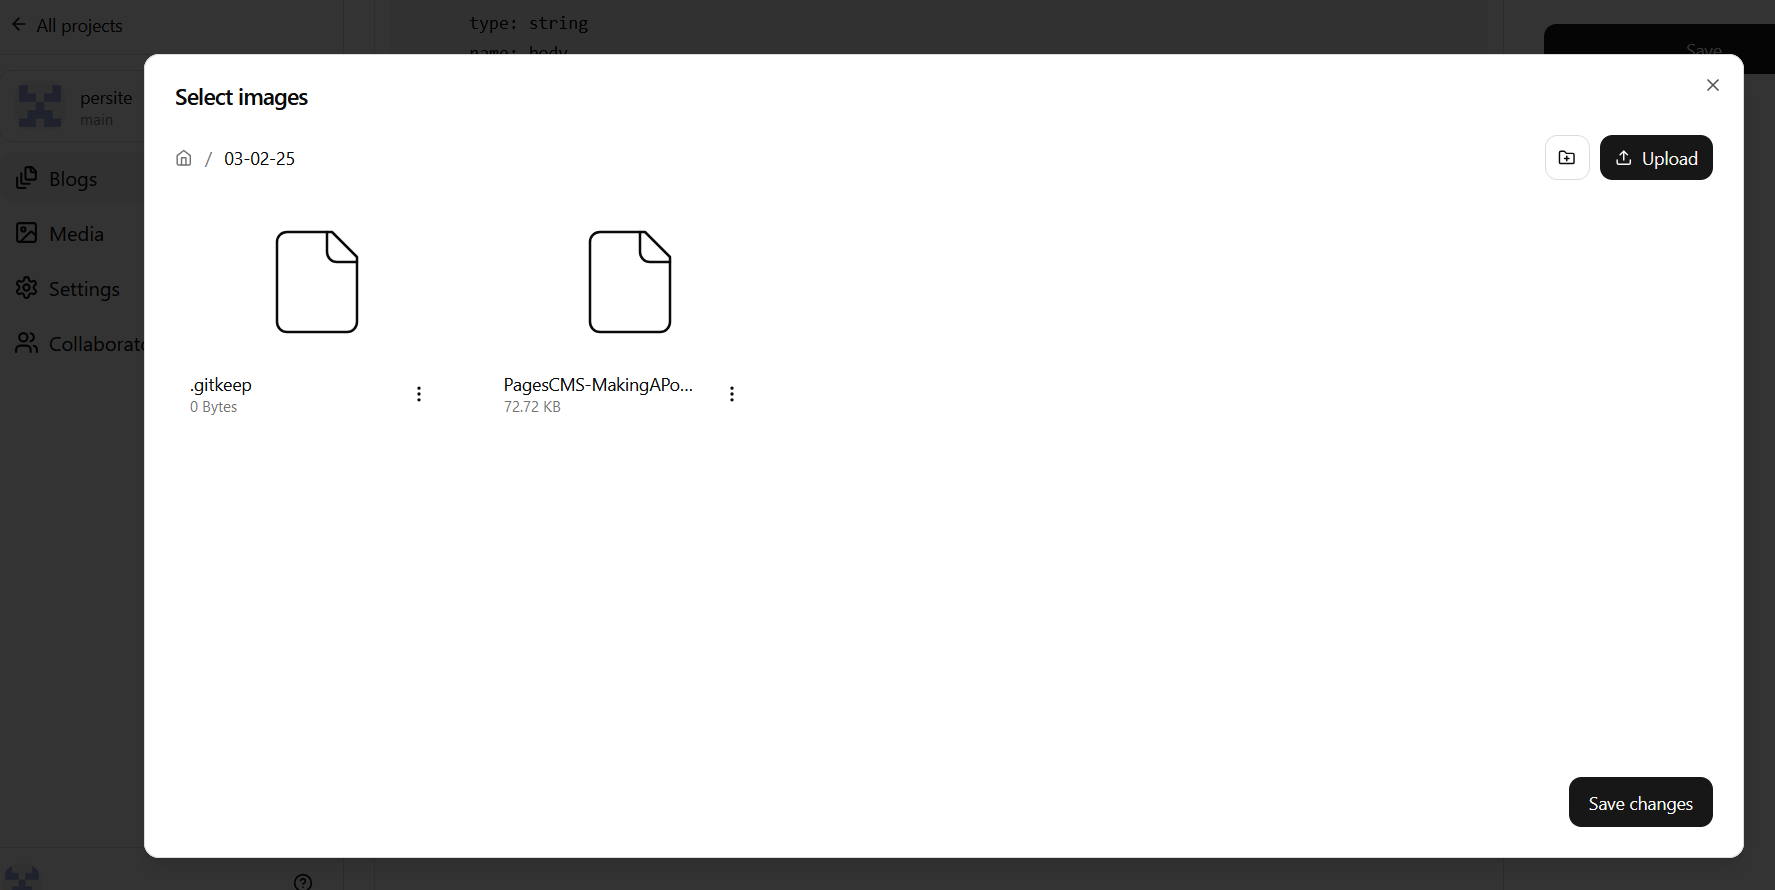 All projects
type: string
name: body
Save
persite
main
Blogs
Media
Settings
Collaborato
Select images
/ 03-02-25
Upload
.gitkeep
0 Bytes
PagesCMS-MakingAPo...
72.72 KB
Save changes